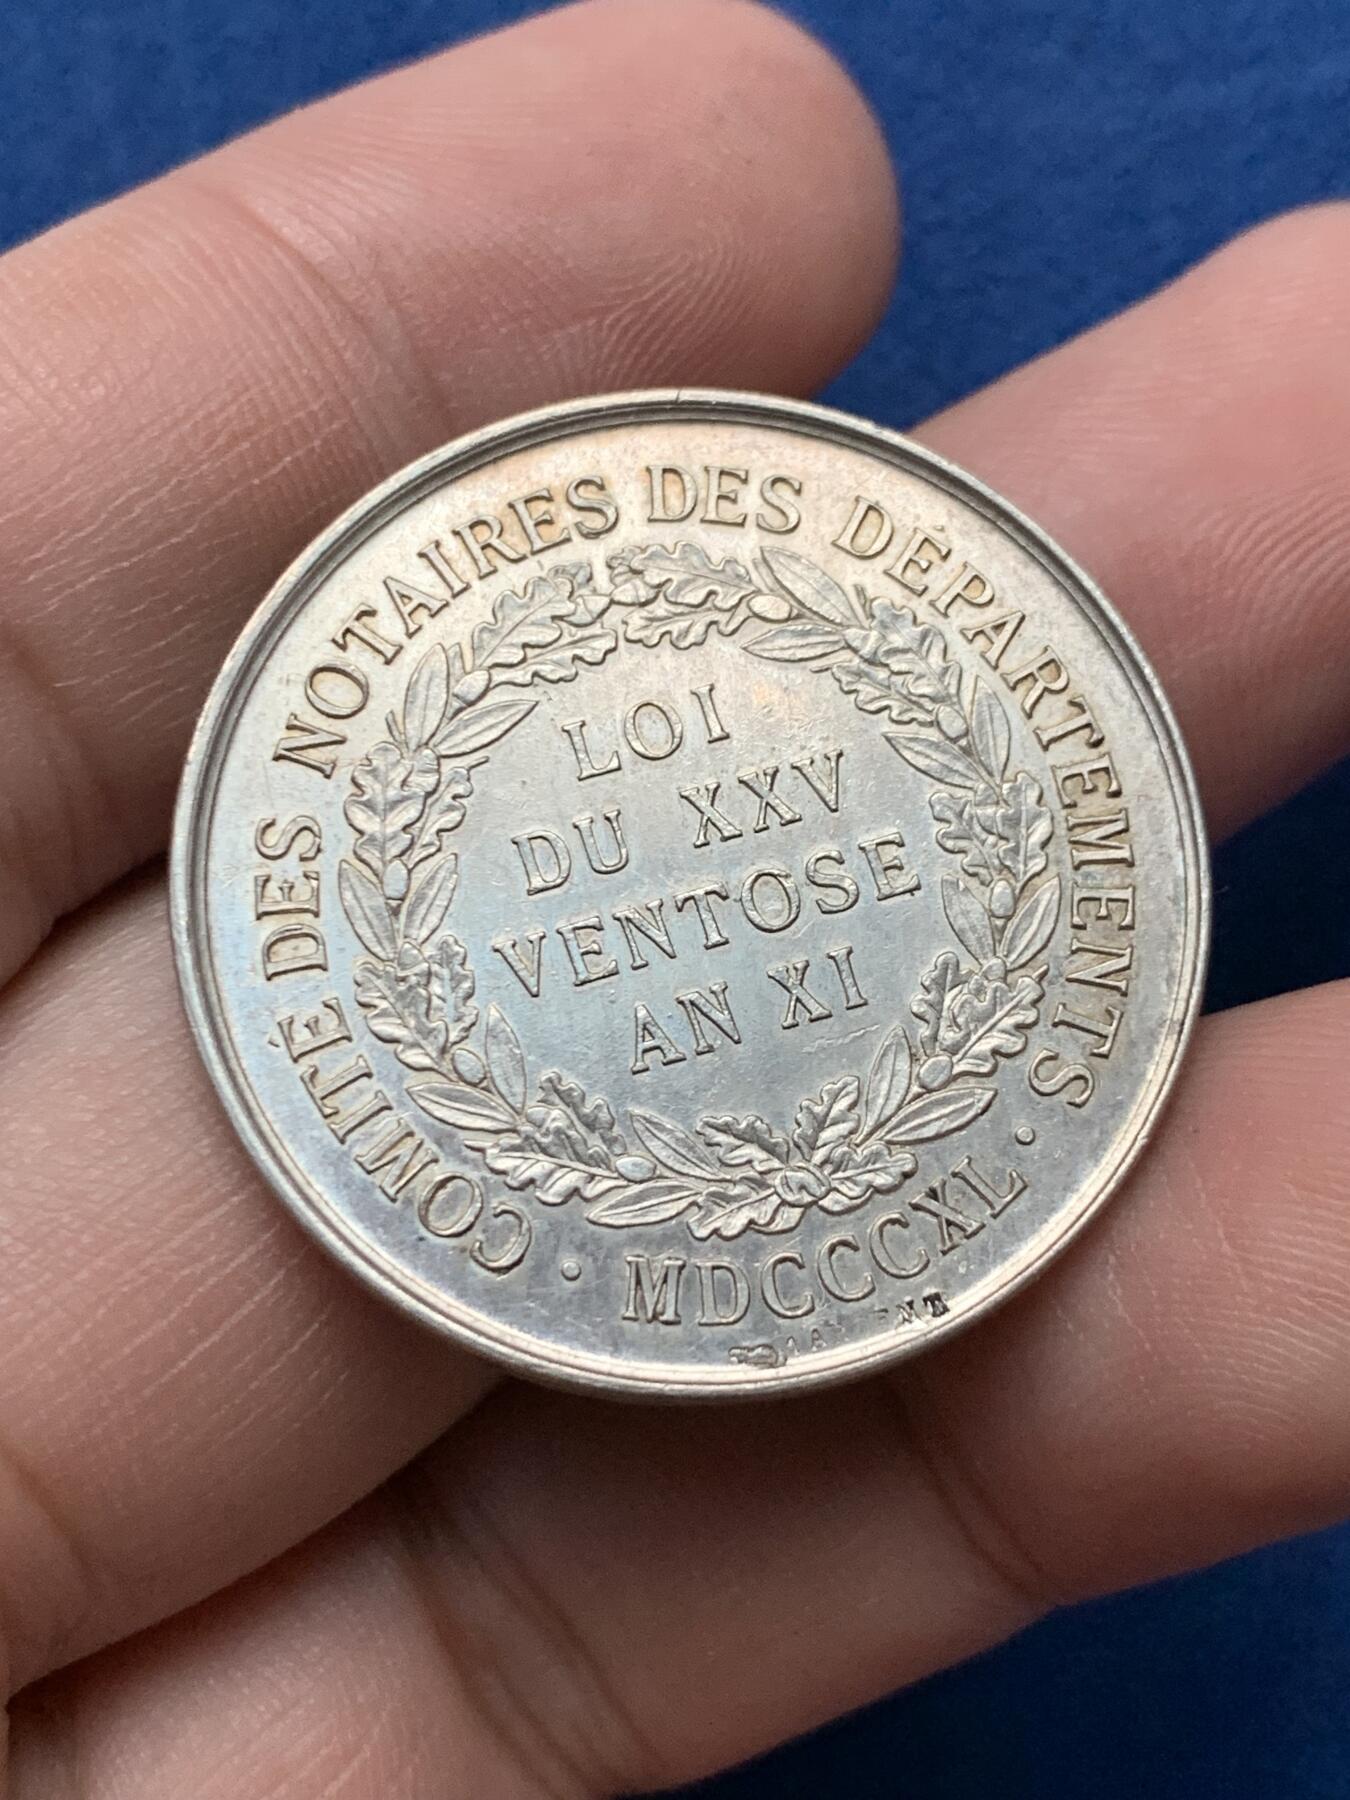 COMITÉ DES NOTAIRES DES DÉPARTEMENTS
LOI
DU XXV
VENTOSE
AN XI
· MDCCCXL ·